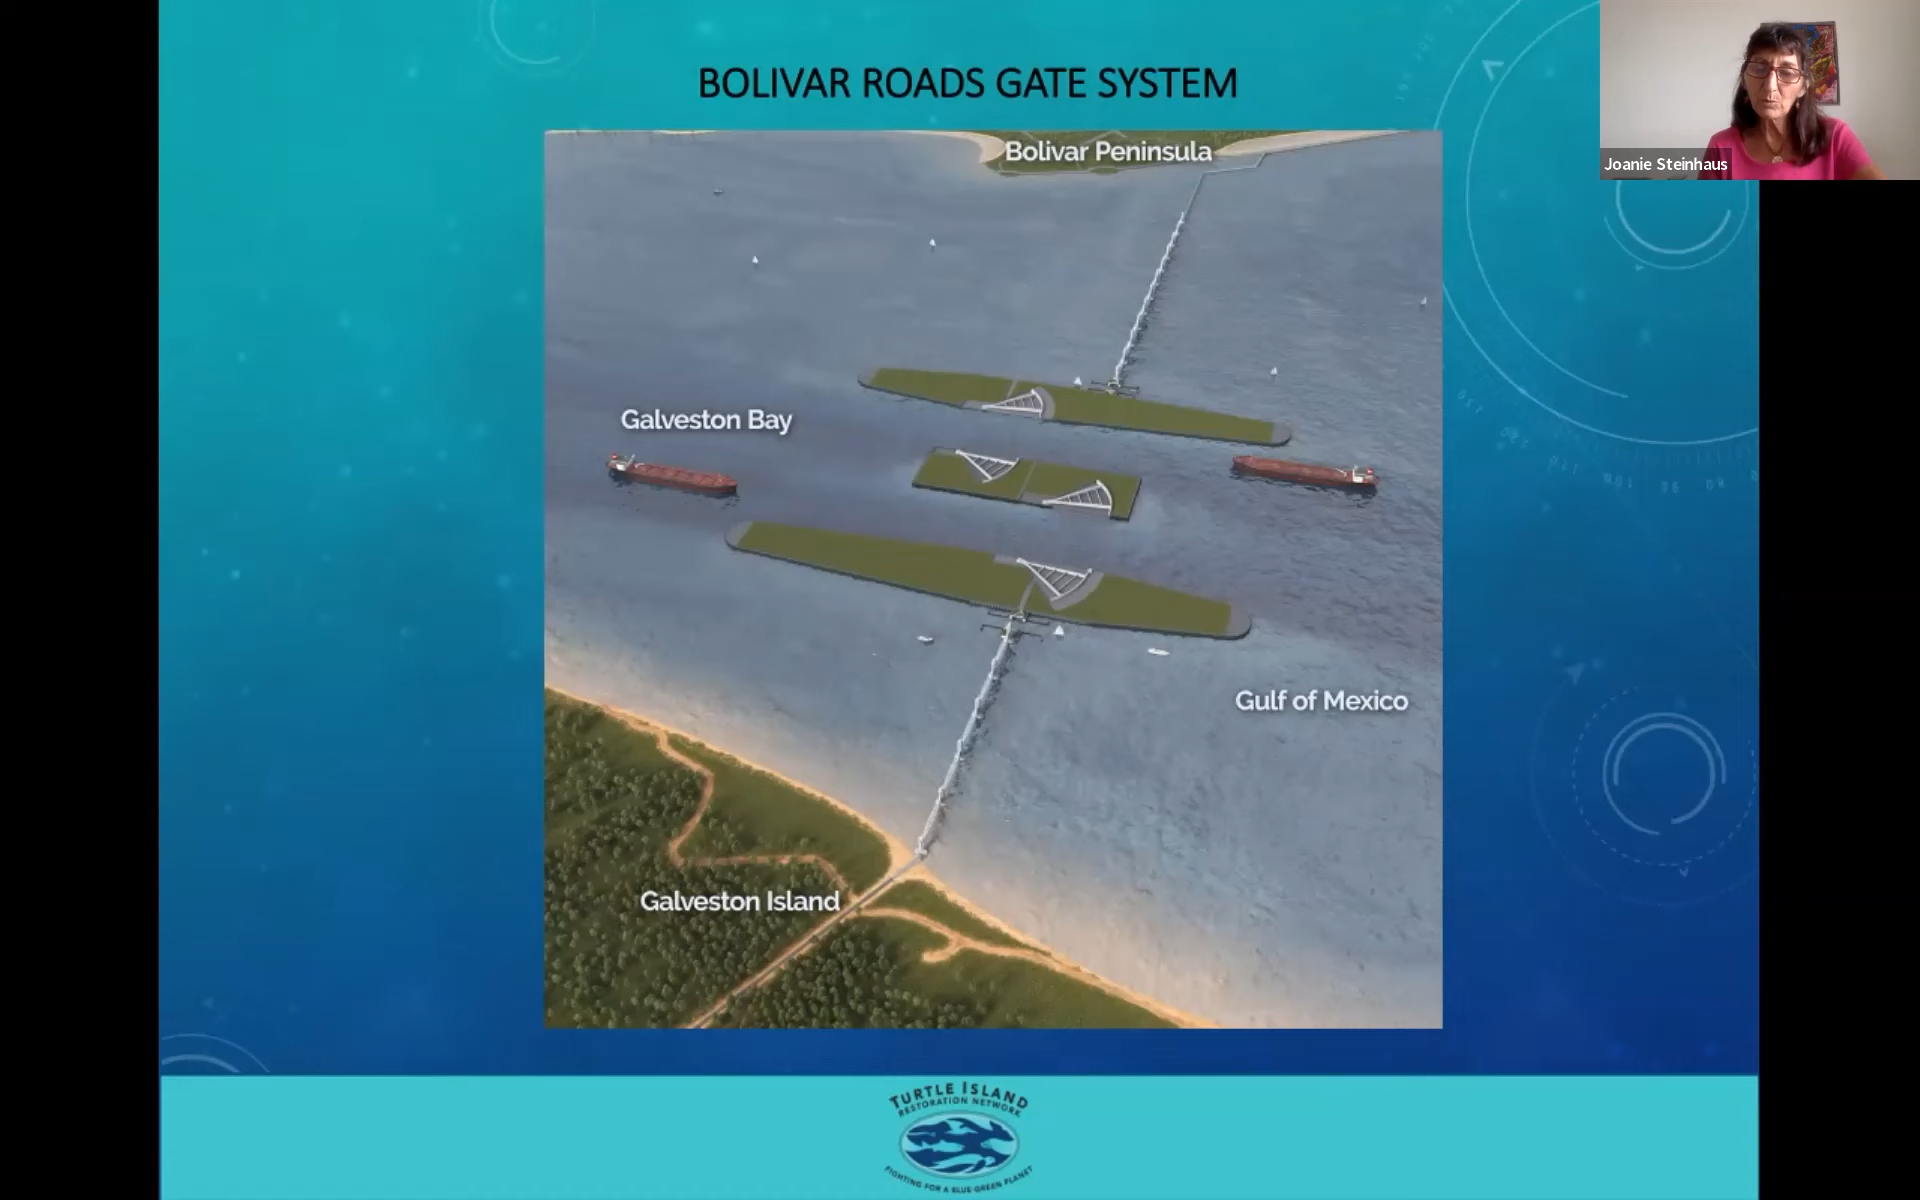 BOLIVAR ROADS GATE SYSTEM
Joanie Steinhaus
Bolivar Peninsula
Galveston Bay
Gulf of Mexico
Galveston Island
TURTLE ISLAND
RESTORATION NETWORK
FIGHTING FOR A BLUE-GREEN PLANET